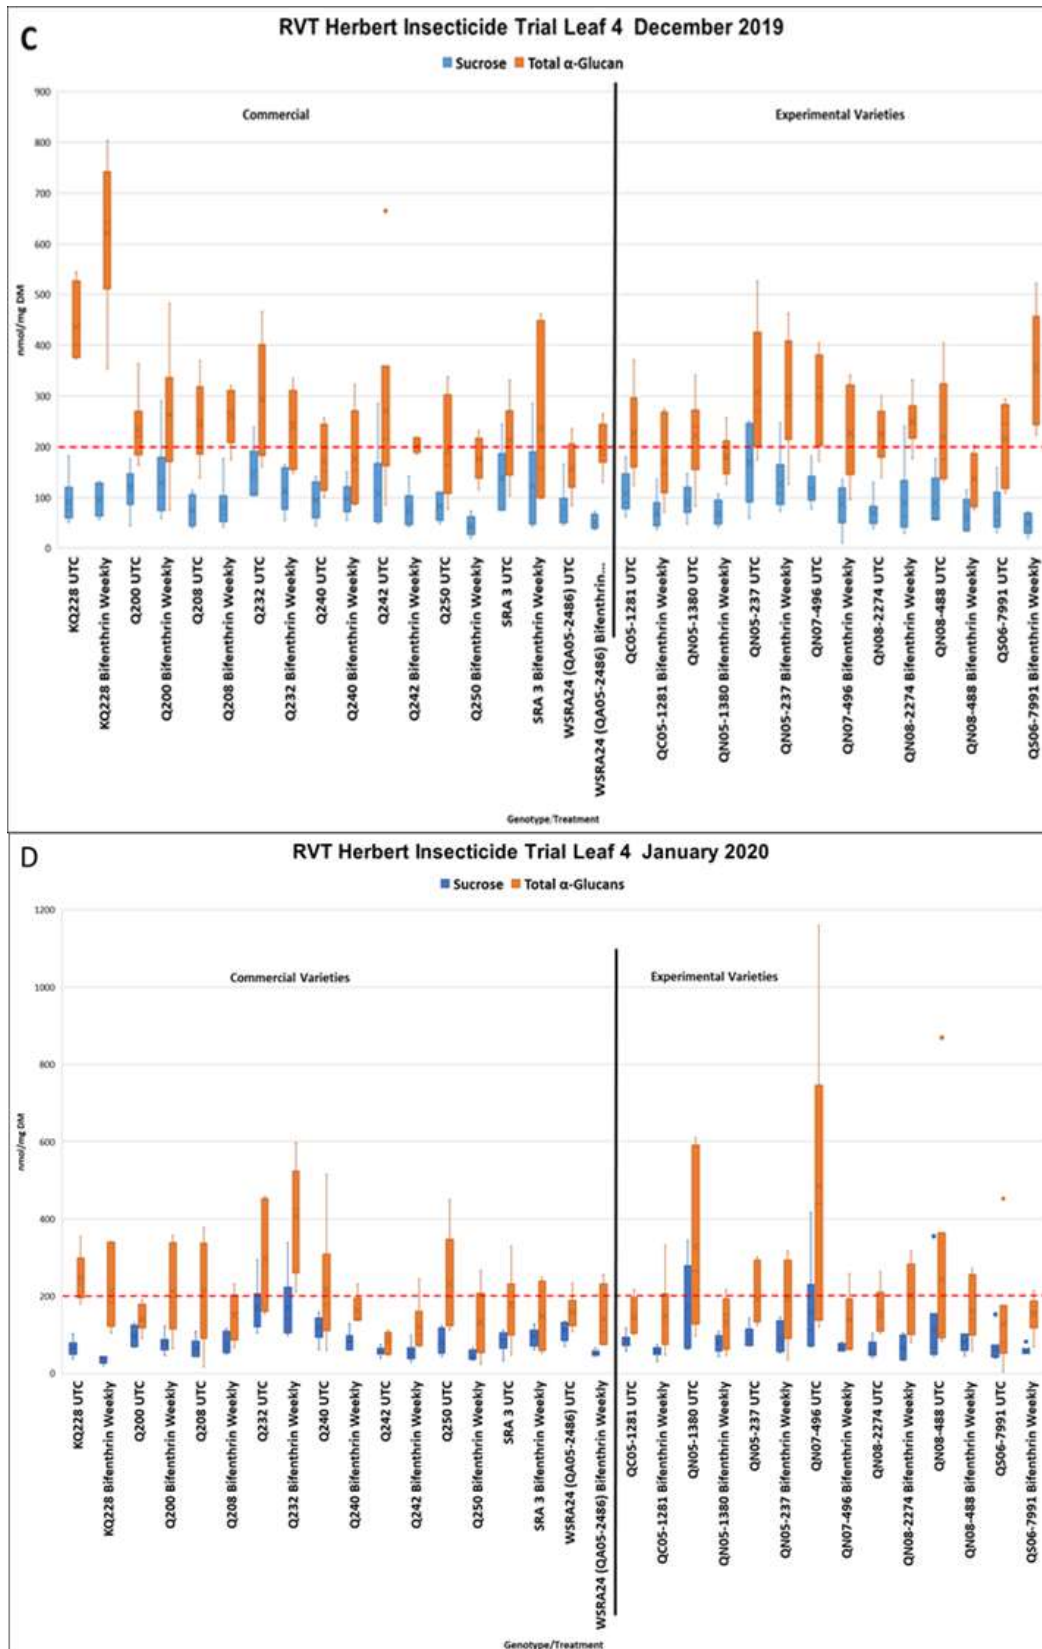 C
RVT Herbert Insecticide Trial Leaf 4 December 2019
Sucrose Total α-Glucan
900
800
700
600
500
400
300
200
100
0
nmol/mg DM
Commercial
Experimental Varieties
KQ228 UTC
KQ228 Bifenthrin Weekly
Q200 UTC
Q200 Bifenthrin Weekly
Q208 UTC
Q208 Bifenthrin Weekly
Q232 UTC
Q232 Bifenthrin Weekly
Q240 UTC
Q240 Bifenthrin Weekly
Q242 UTC
Q242 Bifenthrin Weekly
Q250 UTC
Q250 Bifenthrin Weekly
SRA 3 UTC
SRA 3 Bifenthrin Weekly
WSRA24 (QA05-2486) UTC
WSRA24 (QA05-2486) Bifenthrin...
QC05-1281 UTC
QC05-1281 Bifenthrin Weekly
QN05-1380 UTC
QN05-1380 Bifenthrin Weekly
QN05-237 UTC
QN05-237 Bifenthrin Weekly
QN07-496 UTC
QN07-496 Bifenthrin Weekly
QN08-2274 UTC
QN08-2274 Bifenthrin Weekly
QN08-488 UTC
QN08-488 Bifenthrin Weekly
QS06-7991 UTC
QS06-7991 Bifenthrin Weekly
Genotype/Treatment
D
RVT Herbert Insecticide Trial Leaf 4 January 2020
Sucrose Total α-Glucans
1200
1000
800
600
400
200
0
nmol/mg DM
Commercial Varieties
Experimental Varieties
KQ228 UTC
KQ228 Bifenthrin Weekly
Q200 UTC
Q200 Bifenthrin Weekly
Q208 UTC
Q208 Bifenthrin Weekly
Q232 UTC
Q232 Bifenthrin Weekly
Q240 UTC
Q240 Bifenthrin Weekly
Q242 UTC
Q242 Bifenthrin Weekly
Q250 UTC
Q250 Bifenthrin Weekly
SRA 3 UTC
SRA 3 Bifenthrin Weekly
WSRA24 (QA05-2486) UTC
WSRA24 (QA05-2486) Bifenthrin Weekly
QC05-1281 UTC
QC05-1281 Bifenthrin Weekly
QN05-1380 UTC
QN05-1380 Bifenthrin Weekly
QN05-237 UTC
QN05-237 Bifenthrin Weekly
QN07-496 UTC
QN07-496 Bifenthrin Weekly
QN08-2274 UTC
QN08-2274 Bifenthrin Weekly
QN08-488 UTC
QN08-488 Bifenthrin Weekly
QS06-7991 UTC
QS06-7991 Bifenthrin Weekly
Genotype/Treatment